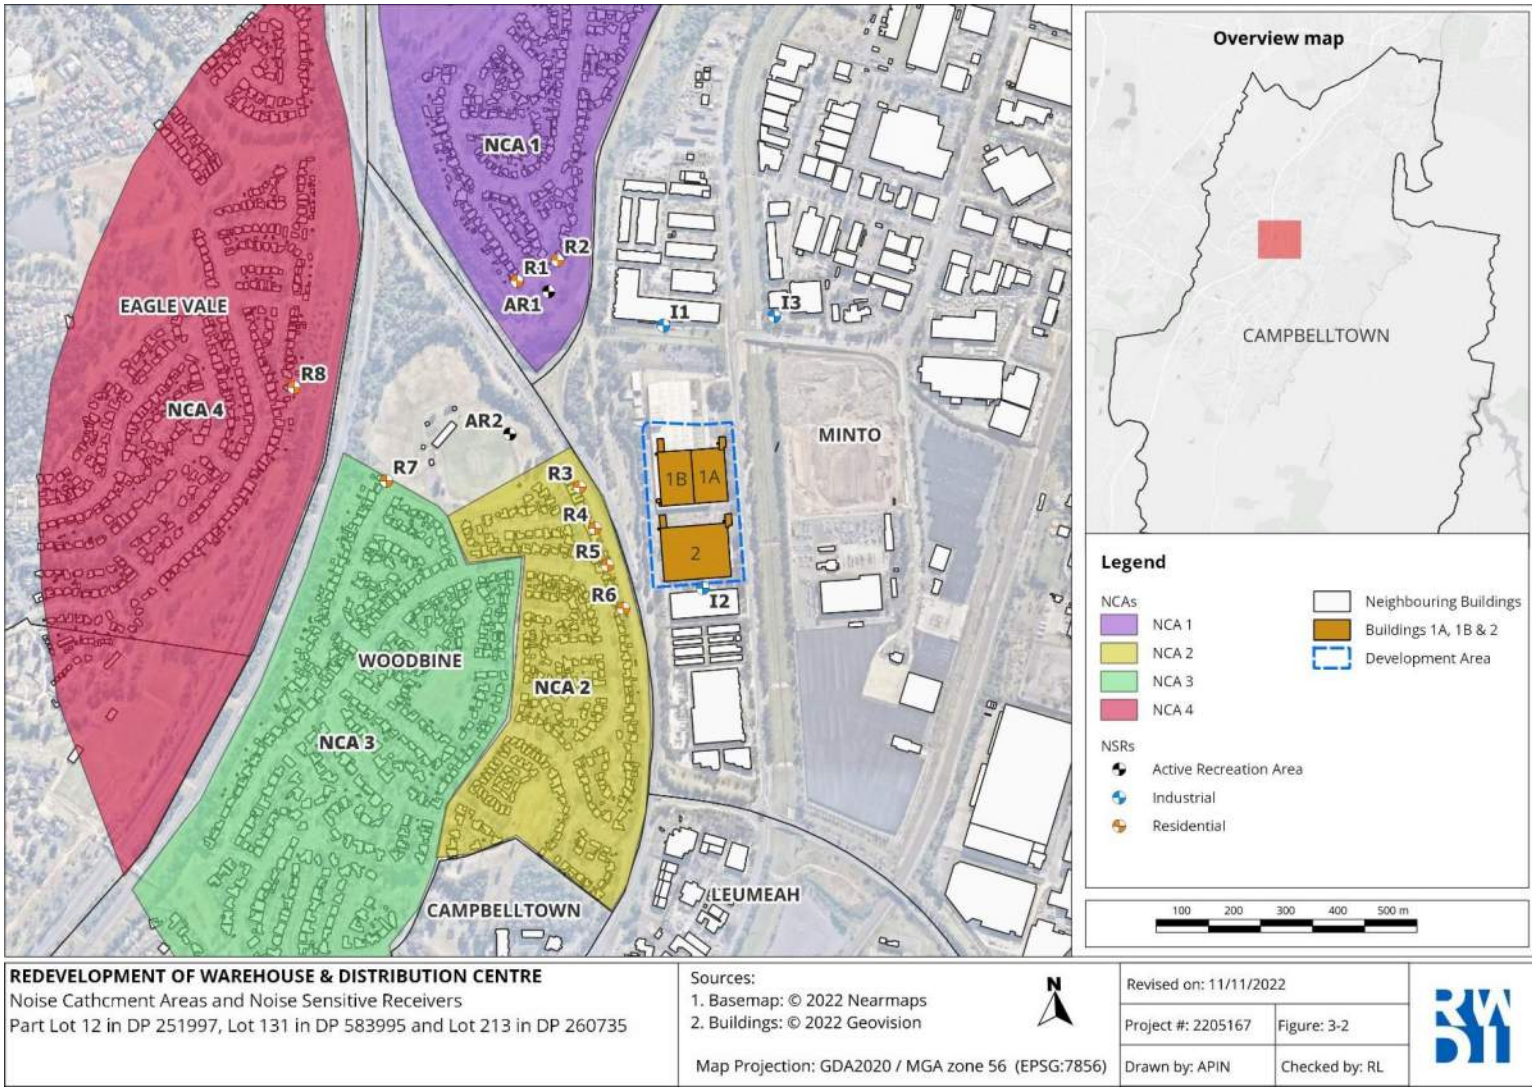 NCA 1
R2
R1
AR1
I1
I3
EAGLE VALE
R8
NCA 4
AR2
MINTO
R7
R3
1B
1A
R4
R5
2
R6
I2
WOODBINE
NCA 2
NCA 3
CAMPBELLTOWN
LEUMEAH
Overview map
CAMPBELLTOWN
Legend
NCAs
NCA 1
NCA 2
NCA 3
NCA 4
NSRs
Active Recreation Area
Industrial
Residential
Neighbouring Buildings
Buildings 1A, 1B & 2
Development Area
100 200 300 400 500 m
REDEVELOPMENT OF WAREHOUSE & DISTRIBUTION CENTRE
Noise Cathcment Areas and Noise Sensitive Receivers
Part Lot 12 in DP 251997, Lot 131 in DP 583995 and Lot 213 in DP 260735
Sources:
1. Basemap: © 2022 Nearmaps
2. Buildings: © 2022 Geovision
N
Map Projection: GDA2020 / MGA zone 56 (EPSG:7856)
Revised on: 11/11/2022
Project #: 2205167
Figure: 3-2
Drawn by: APIN
Checked by: RL
RW
DI